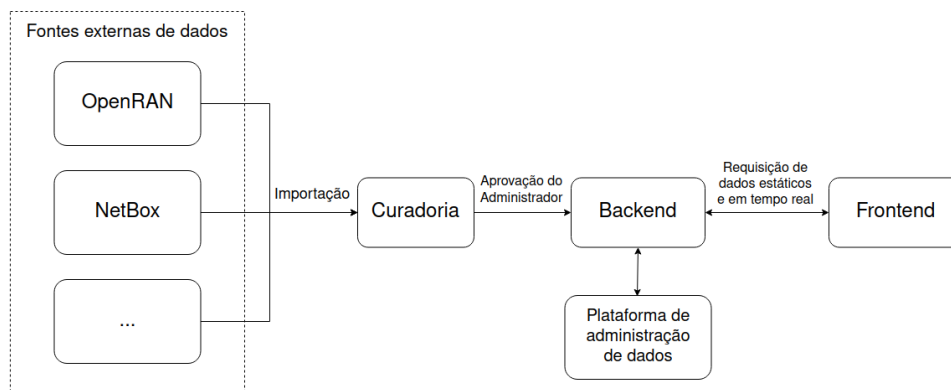 Fontes externas de dados
OpenRAN
NetBox
...
Importação
Curadoria
Aprovação do
Administrador
Backend
Requisição de
dados estáticos
e em tempo real
Frontend
Plataforma de
administração
de dados